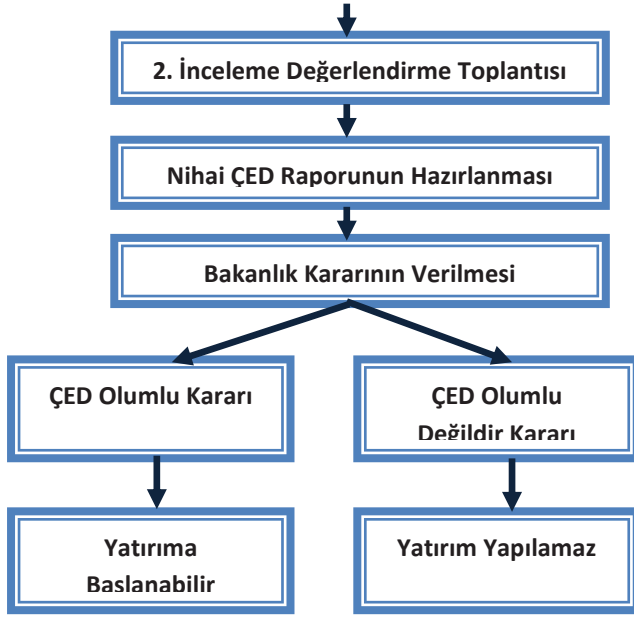 2. İnceleme Değerlendirme Toplantısı
Nihai ÇED Raporunun Hazırlanması
Bakanlık Kararının Verilmesi
ÇED Olumlu Kararı
ÇED Olumlu
Değildir Kararı
Yatırıma
Başlanabilir
Yatırım Yapılamaz